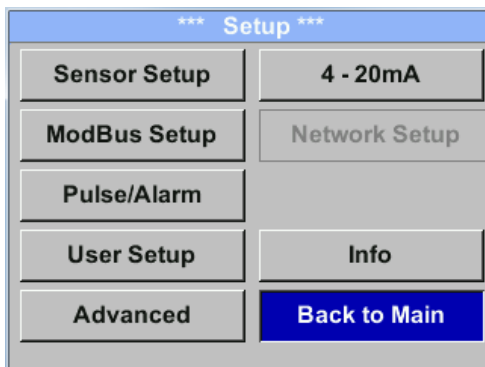 *** Setup ***
Sensor Setup
4 - 20mA
ModBus Setup
Network Setup
Pulse/Alarm
User Setup
Info
Advanced
Back to Main